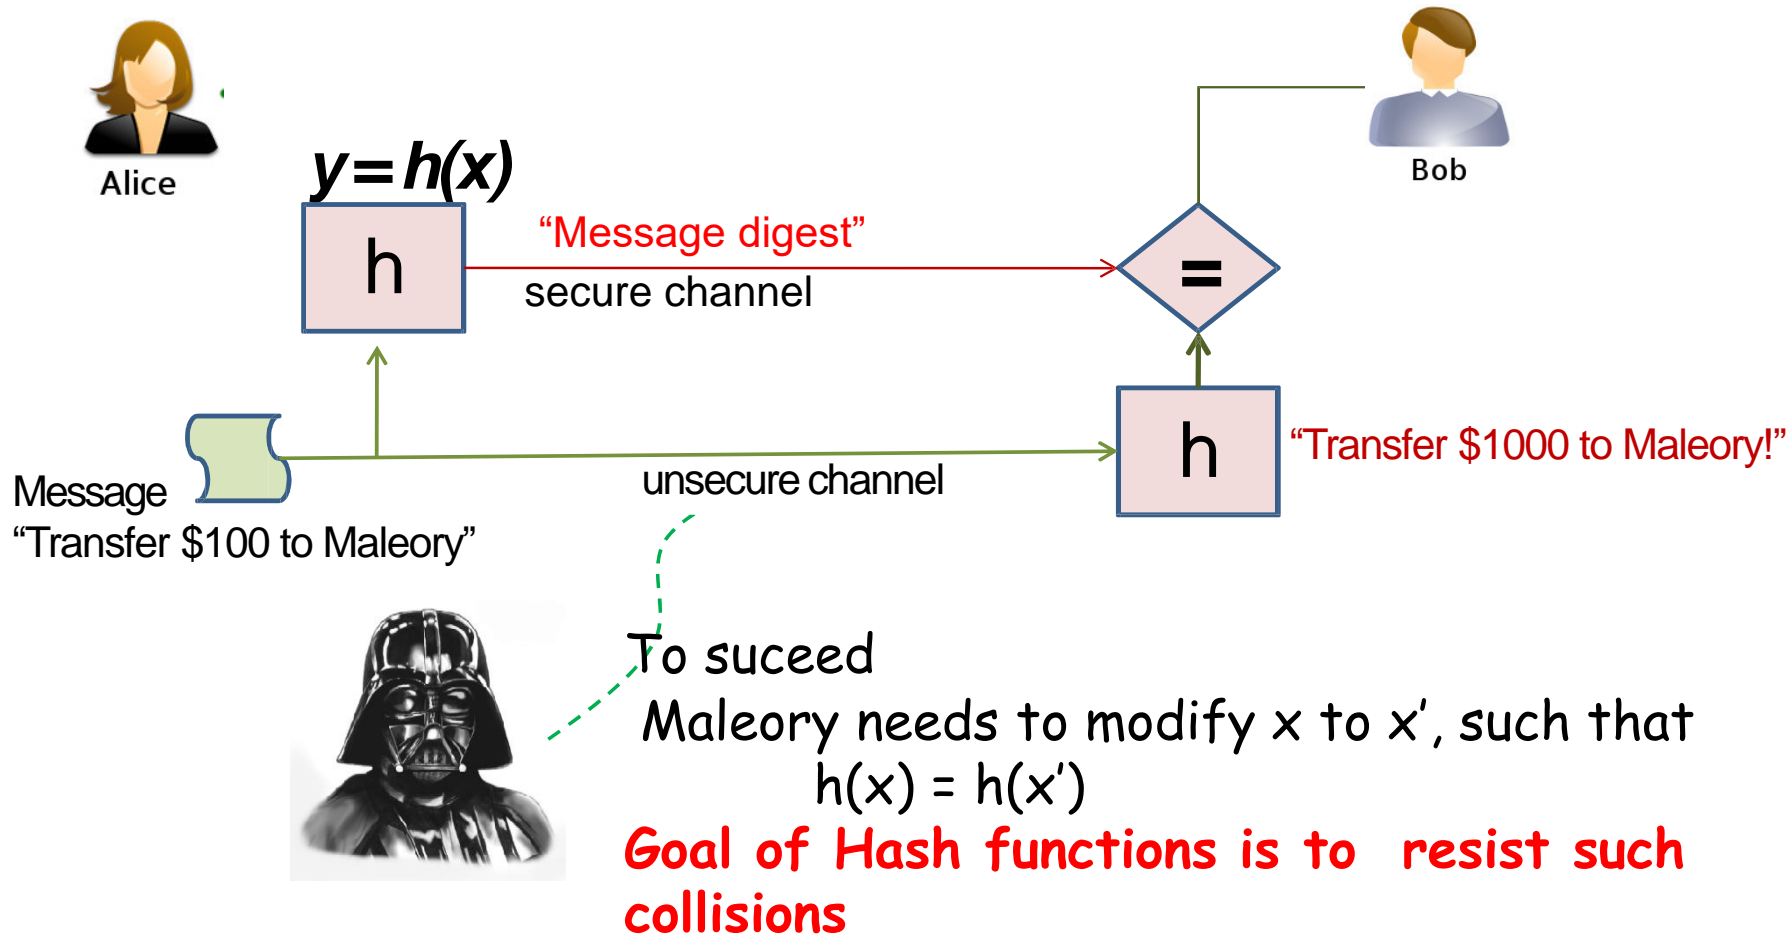 Alice
Bob
y=h(x)
“Message digest”
h
=
secure channel
h
“Transfer $1000 to Maleory!”
unsecure channel
Message
“Transfer $100 to Maleory”
To suceed
Maleory needs to modify x to x’, such that
h(x) = h(x’)
Goal of Hash functions is to resist such
collisions